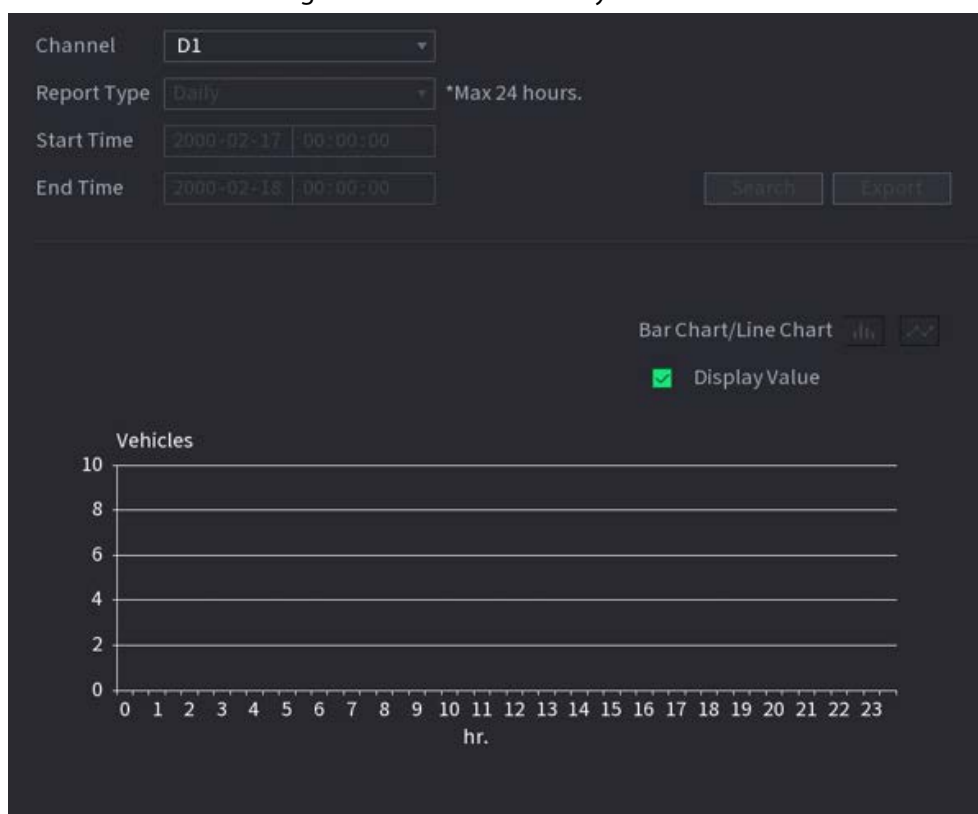 Channel D1
Report Type Daily *Max 24 hours.
Start Time 2000-02-17 00:00:00
End Time 2000-02-18 00:00:00 Search Export
Bar Chart/Line Chart
Display Value
Vehicles
10
8
6
4
2
0
0 1 2 3 4 5 6 7 8 9 10 11 12 13 14 15 16 17 18 19 20 21 22 23
hr.